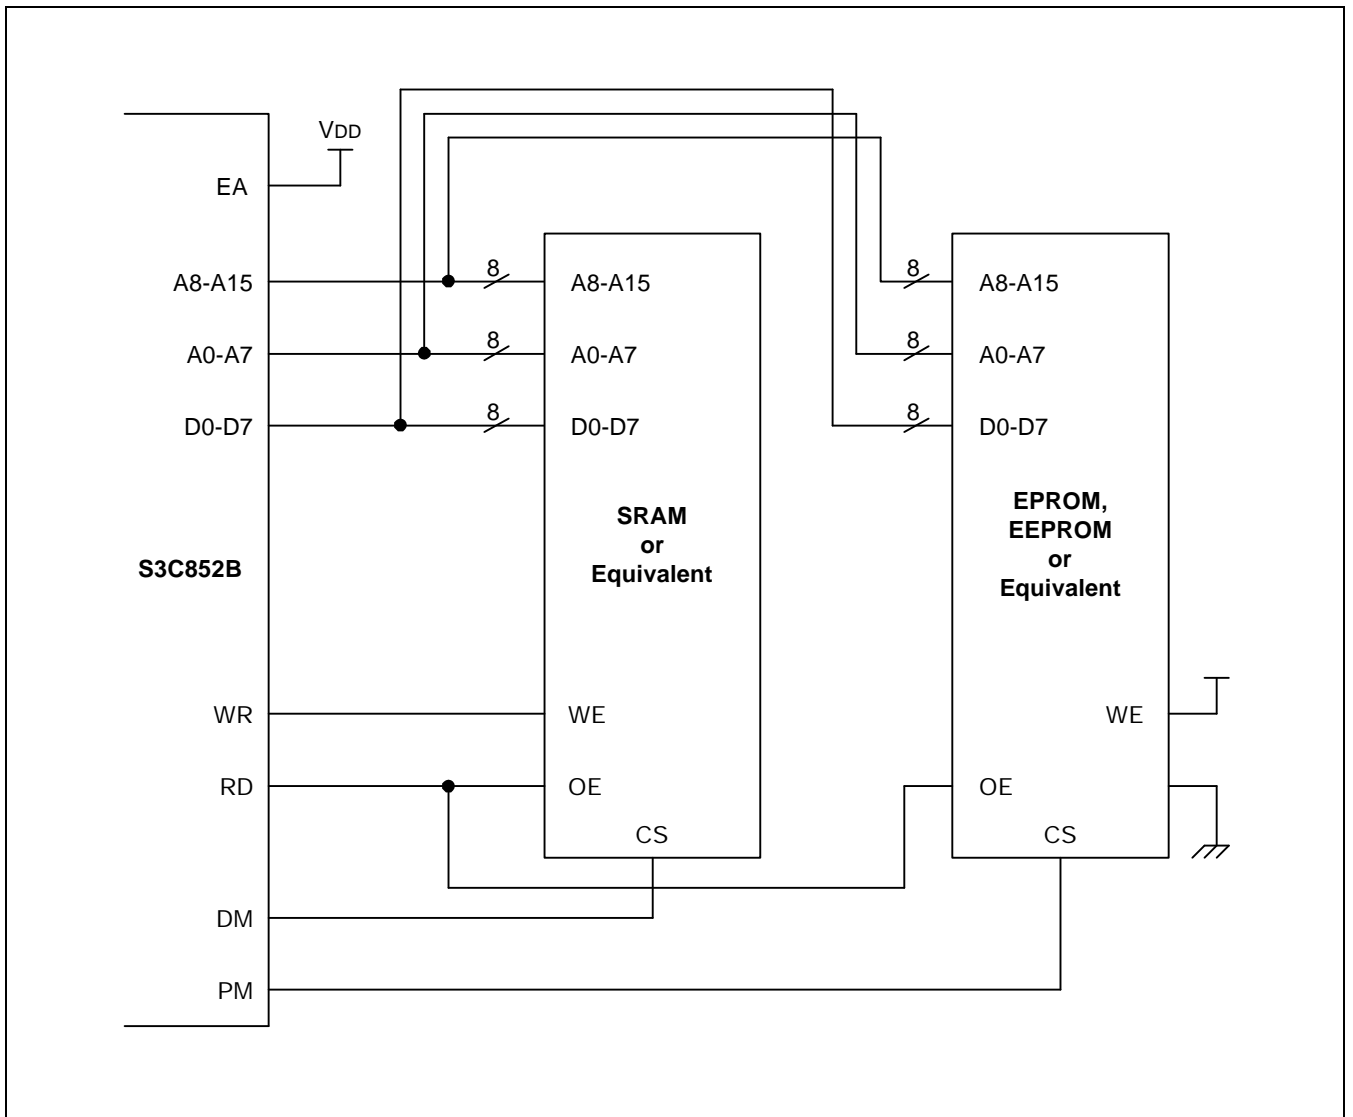 VDD
EA
A8-A15
A0-A7
D0-D7
S3C852B
WR
RD
DM
PM
8
8
8
A8-A15
A0-A7
D0-D7
SRAM
or
Equivalent
WE
OE
CS
8
8
8
A8-A15
A0-A7
D0-D7
EPROM,
EEPROM
or
Equivalent
WE
OE
CS